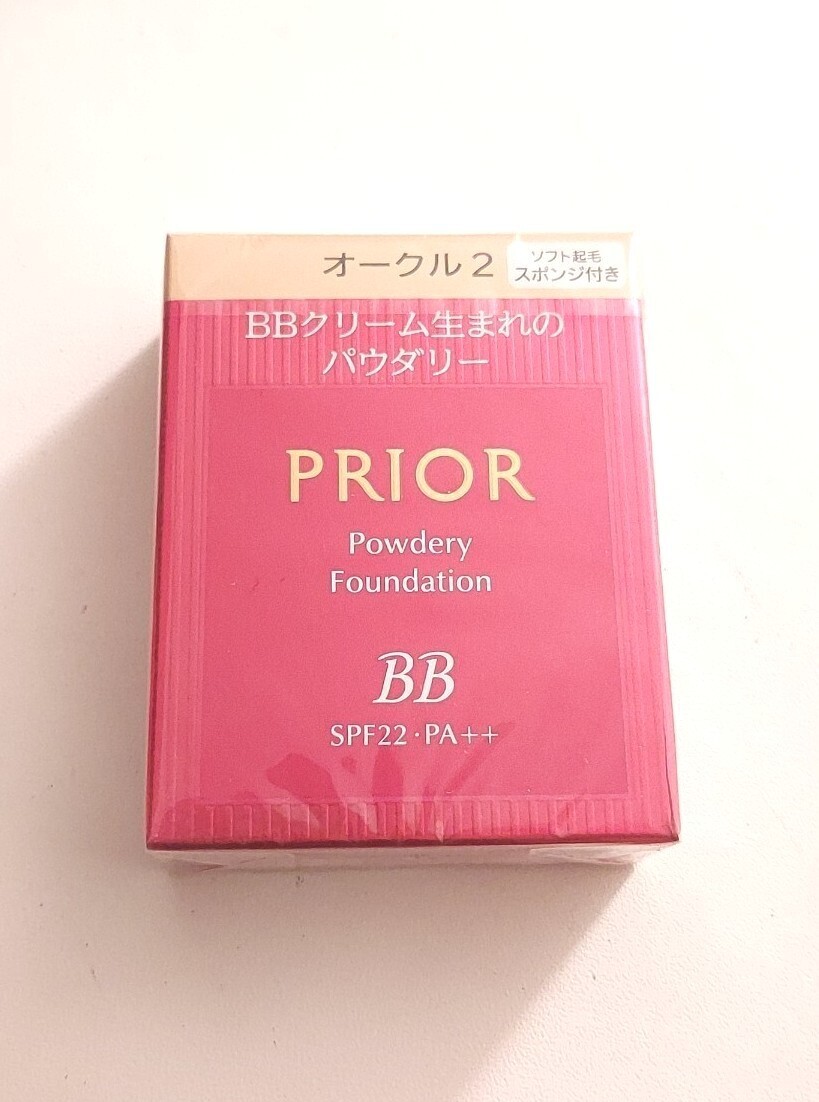 オークル2
ソフト起毛
スポンジ付き
BBクリーム生まれの
パウダリー
PRIOR
Powdery
Foundation
BB
SPF22・PA++